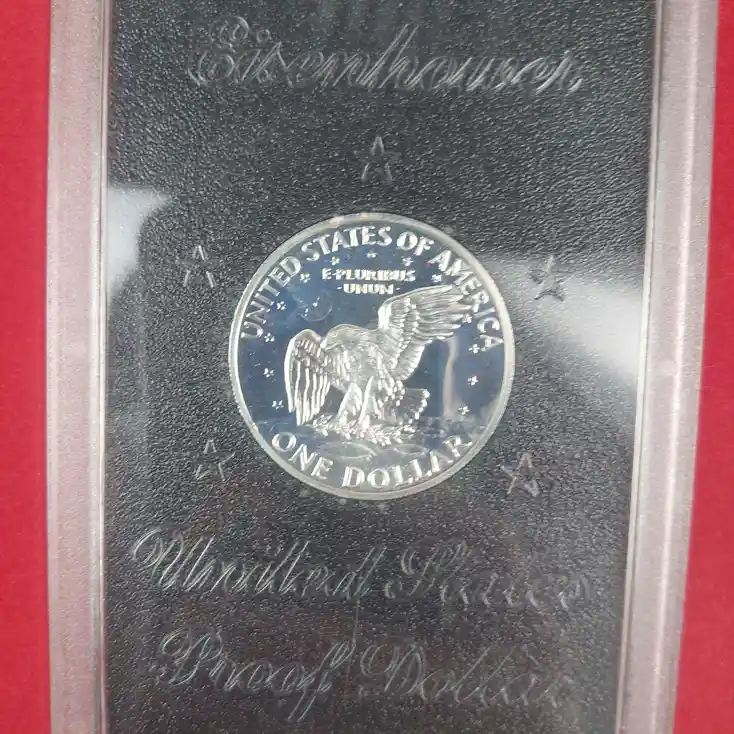 Eisenhower
UNITED STATES OF AMERICA
E·PLURIBUS
·UNUM·
ONE DOLLAR
United States
Proof Dollar